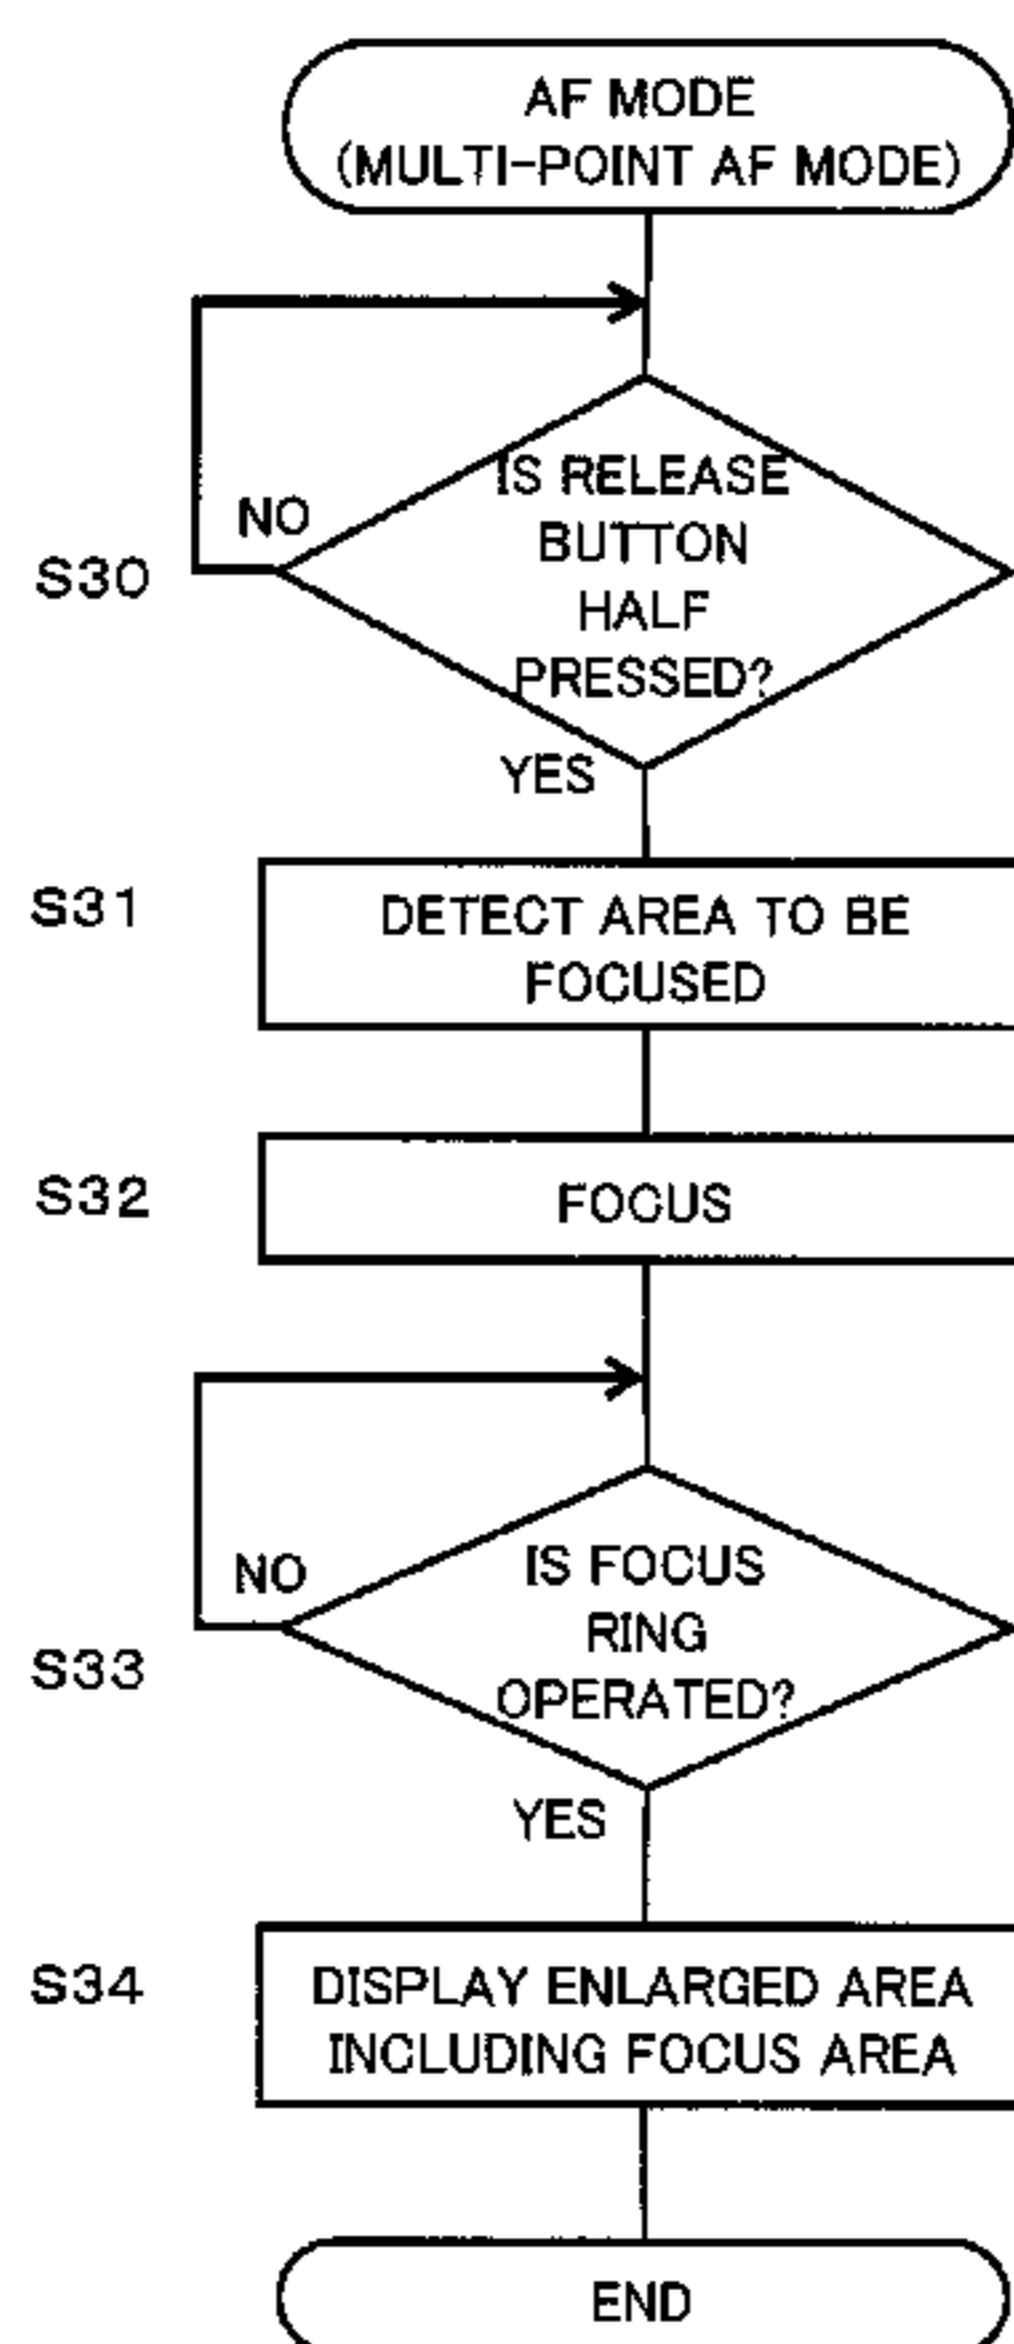 AF MODE
(MULTI-POINT AF MODE)
IS RELEASE
BUTTON
HALF
PRESSED?
NO
S30
YES
S31
DETECT AREA TO BE
FOCUSED
S32
FOCUS
IS FOCUS
RING
OPERATED?
NO
S33
YES
S34
DISPLAY ENLARGED AREA
INCLUDING FOCUS AREA
END